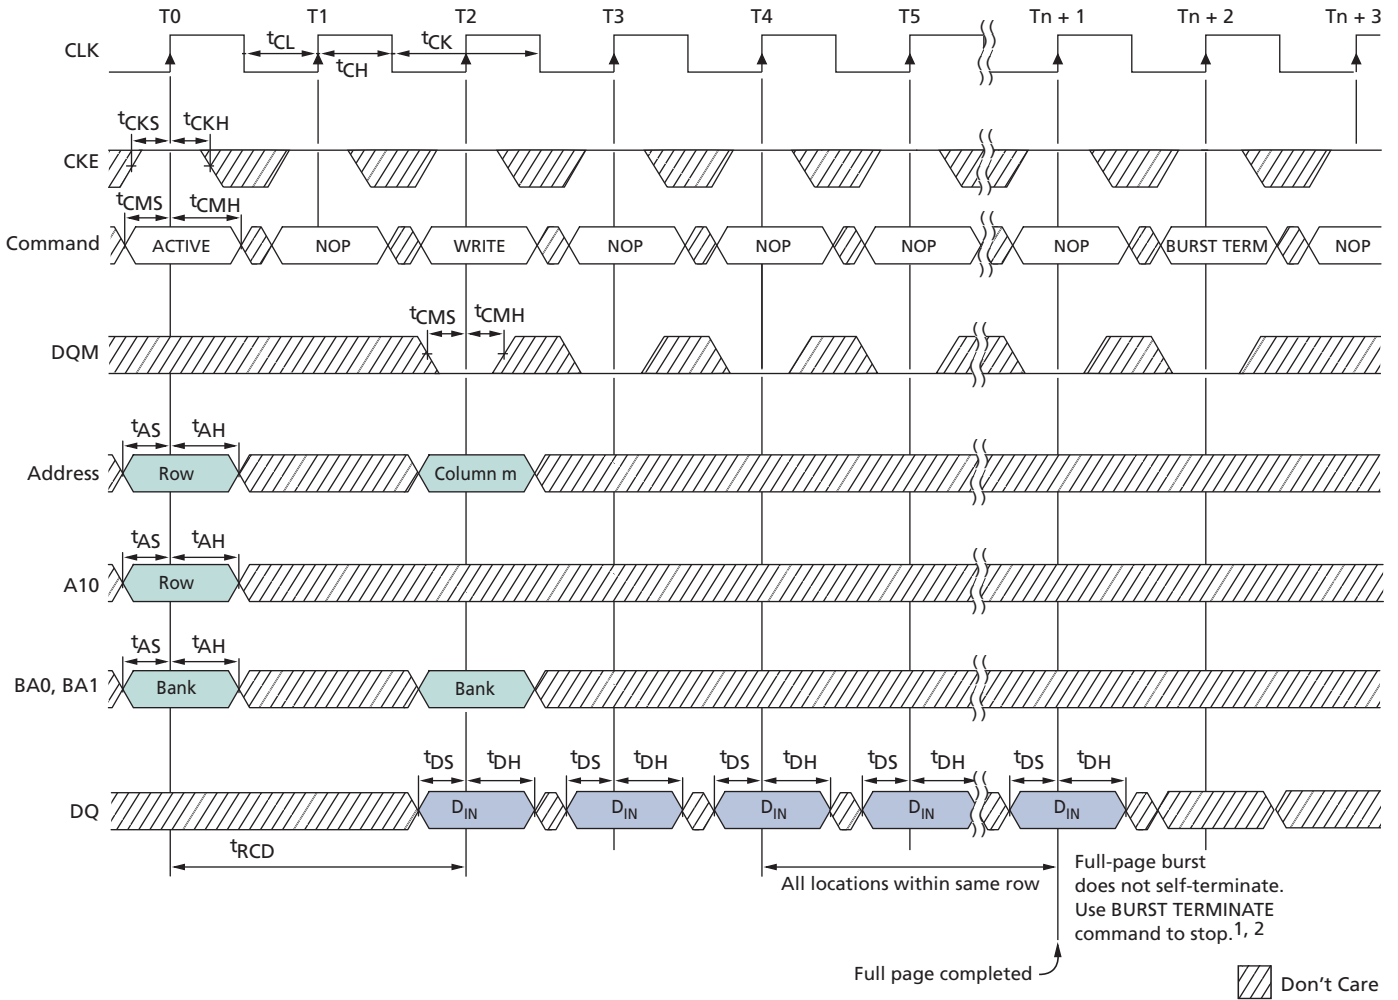 T0 T1 T2 T3 T4 T5 Tn + 1 Tn + 2 Tn + 3
CLK tCL tCH tCK
tCKS tCKH
CKE
tCMS tCMH
Command ACTIVE NOP WRITE NOP NOP NOP NOP BURST TERM NOP
tCMS tCMH
DQM
tAS tAH
Address Row Column m
tAS tAH
A10 Row
tAS tAH
BA0, BA1 Bank Bank
tDS tDH tDS tDH tDS tDH tDS tDH tDS tDH
DQ DIN DIN DIN DIN DIN
tRCD
All locations within same row
Full-page burst
does not self-terminate.
Use BURST TERMINATE
command to stop.1, 2
Full page completed
Don't Care